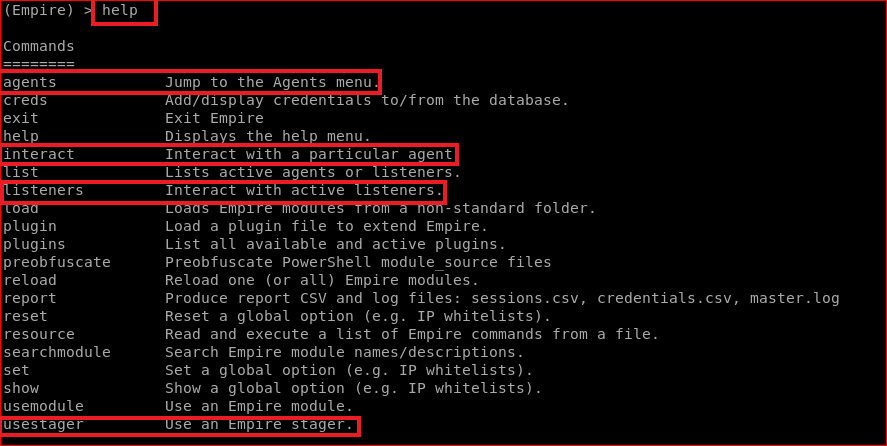 (Empire) > help
Commands
========
agents Jump to the Agents menu.
creds Add/display credentials to/from the database.
exit Exit Empire
help Displays the help menu.
interact Interact with a particular agent
list Lists active agents or listeners.
listeners Interact with active listeners.
load Loads Empire modules from a non-standard folder.
plugin Load a plugin file to extend Empire.
plugins List all available and active plugins.
preobfuscate Preobfuscate PowerShell module_source files
reload Reload one (or all) Empire modules.
report Produce report CSV and log files: sessions.csv, credentials.csv, master.log
reset Reset a global option (e.g. IP whitelists).
resource Read and execute a list of Empire commands from a file.
searchmodule Search Empire module names/descriptions.
set Set a global option (e.g. IP whitelists).
show Show a global option (e.g. IP whitelists).
usemodule Use an Empire module.
usestager Use an Empire stager.